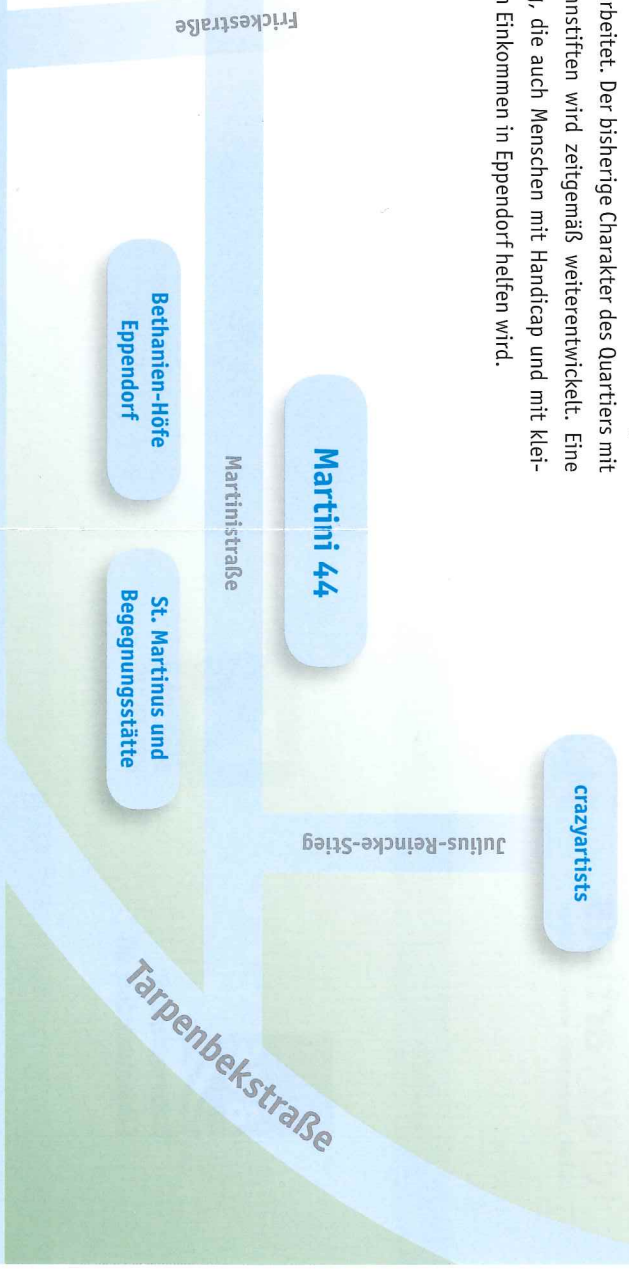 rbeitet. Der bisherige Charakter des Quartiers mit
anstiften wird zeitgemäß weiterentwickelt. Eine
, die auch Menschen mit Handicap und mit klei-
n Einkommen in Eppendorf helfen wird.
crazyartists
Julius-Reincke-Stieg
Martini 44
Frickestraße
Martinistraße
Tarpenbekstraße
Bethanien-Höfe
Eppendorf
St. Martinus und
Begegnungsstätte